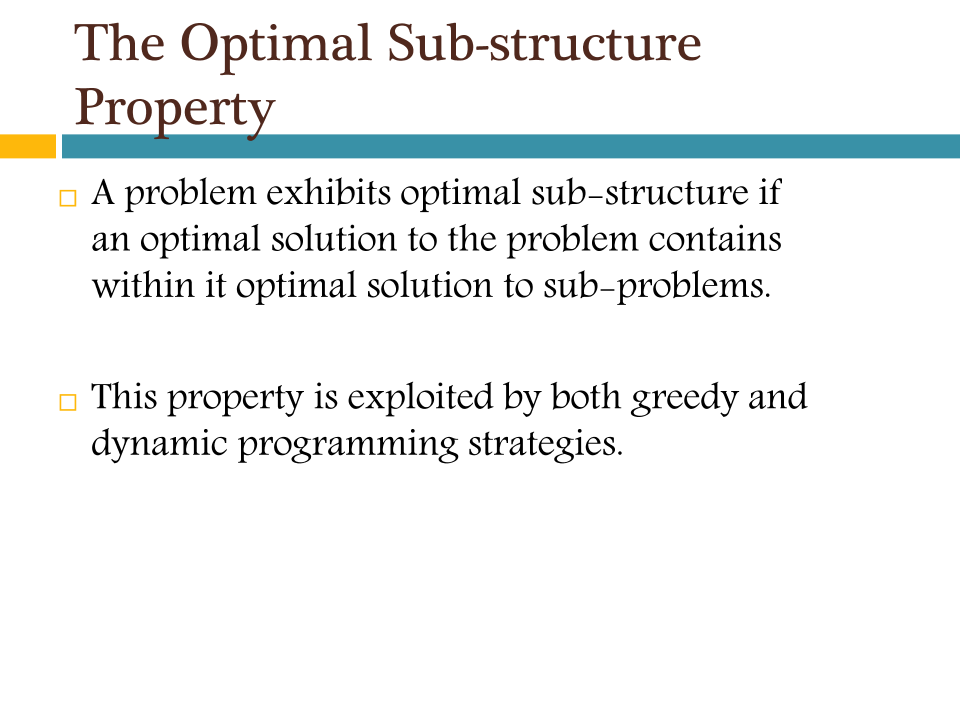 The Optimal Sub-structure
Property
A problem exhibits optimal sub-structure if
an optimal solution to the problem contains
within it optimal solution to sub-problems.
This property is exploited by both greedy and
dynamic programming strategies.